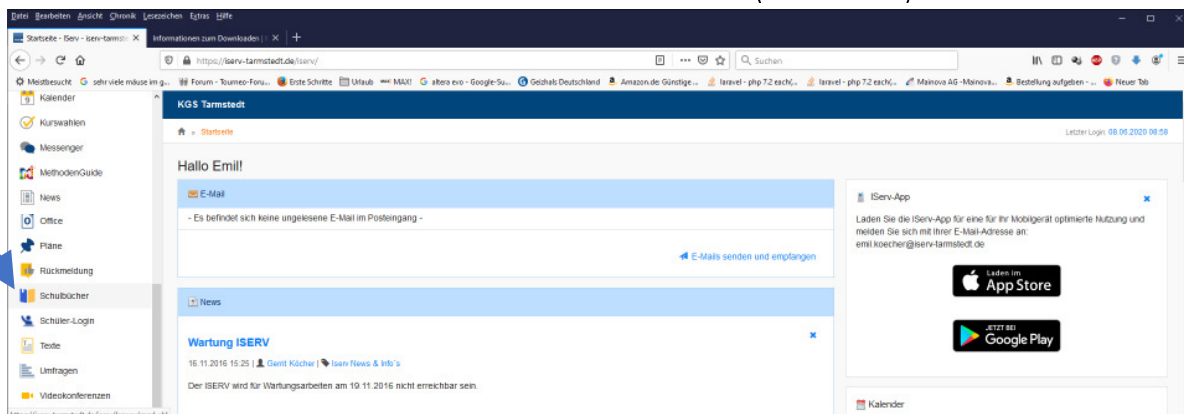 Datei Bearbeiten Ansicht Chronik Lesezeichen Extras Hilfe
Startseite - IServ - iserv-tarmste
Informationen zum Downloaden |
https://iserv-tarmstedt.de/iserv/
Suchen
Meistbesucht sehr viele mäuse im g... Forum - Tourneo-Foru... Erste Schritte Urlaub MAX! altera evo - Google-Su... Geizhals Deutschland Amazon.de Günstige ... laravel - php 7.2 each(... laravel - php 7.2 each(... Mainova AG -Mainova... Bestellung aufgeben - ... Neuer Tab
Kalender
Kurswahlen
Messenger
MethodenGuide
News
Office
Pläne
Rückmeldung
Schulbücher
Schüler-Login
Texte
Umfragen
Videokonferenzen
KGS Tarmstedt
» Startseite
Letzter Login: 08.06.2020 08:58
Hallo Emil!
E-Mail
- Es befindet sich keine ungelesene E-Mail im Posteingang -
E-Mails senden und empfangen
News
Wartung ISERV
16.11.2016 15:25 | Gerrit Köcher | Iserv News & Info`s
Der ISERV wird für Wartungsarbeiten am 19.11.2016 nicht erreichbar sein.
IServ-App
Laden Sie die IServ-App für eine für Ihr Mobilgerät optimierte Nutzung und
melden Sie sich mit Ihrer E-Mail-Adresse an:
emil.koecher@iserv-tarmstedt.de
Laden im
App Store
JETZT BEI
Google Play
Kalender